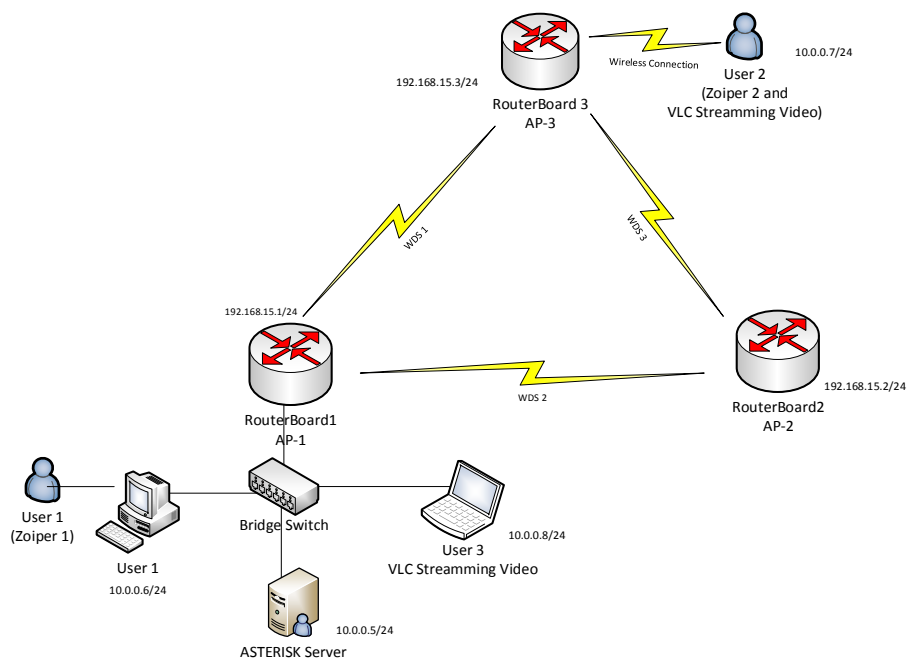 10.0.0.7/24
Wireless Connection
User 2
(Zoiper 2 and
VLC Streamming Video)
192.168.15.3/24
RouterBoard 3
AP-3
WDS 1
WDS 3
192.168.15.1/24
RouterBoard1
AP-1
WDS 2
192.168.15.2/24
RouterBoard2
AP-2
User 1
(Zoiper 1)
Bridge Switch
User 1
10.0.0.6/24
10.0.0.8/24
User 3
VLC Streamming Video
10.0.0.5/24
ASTERISK Server